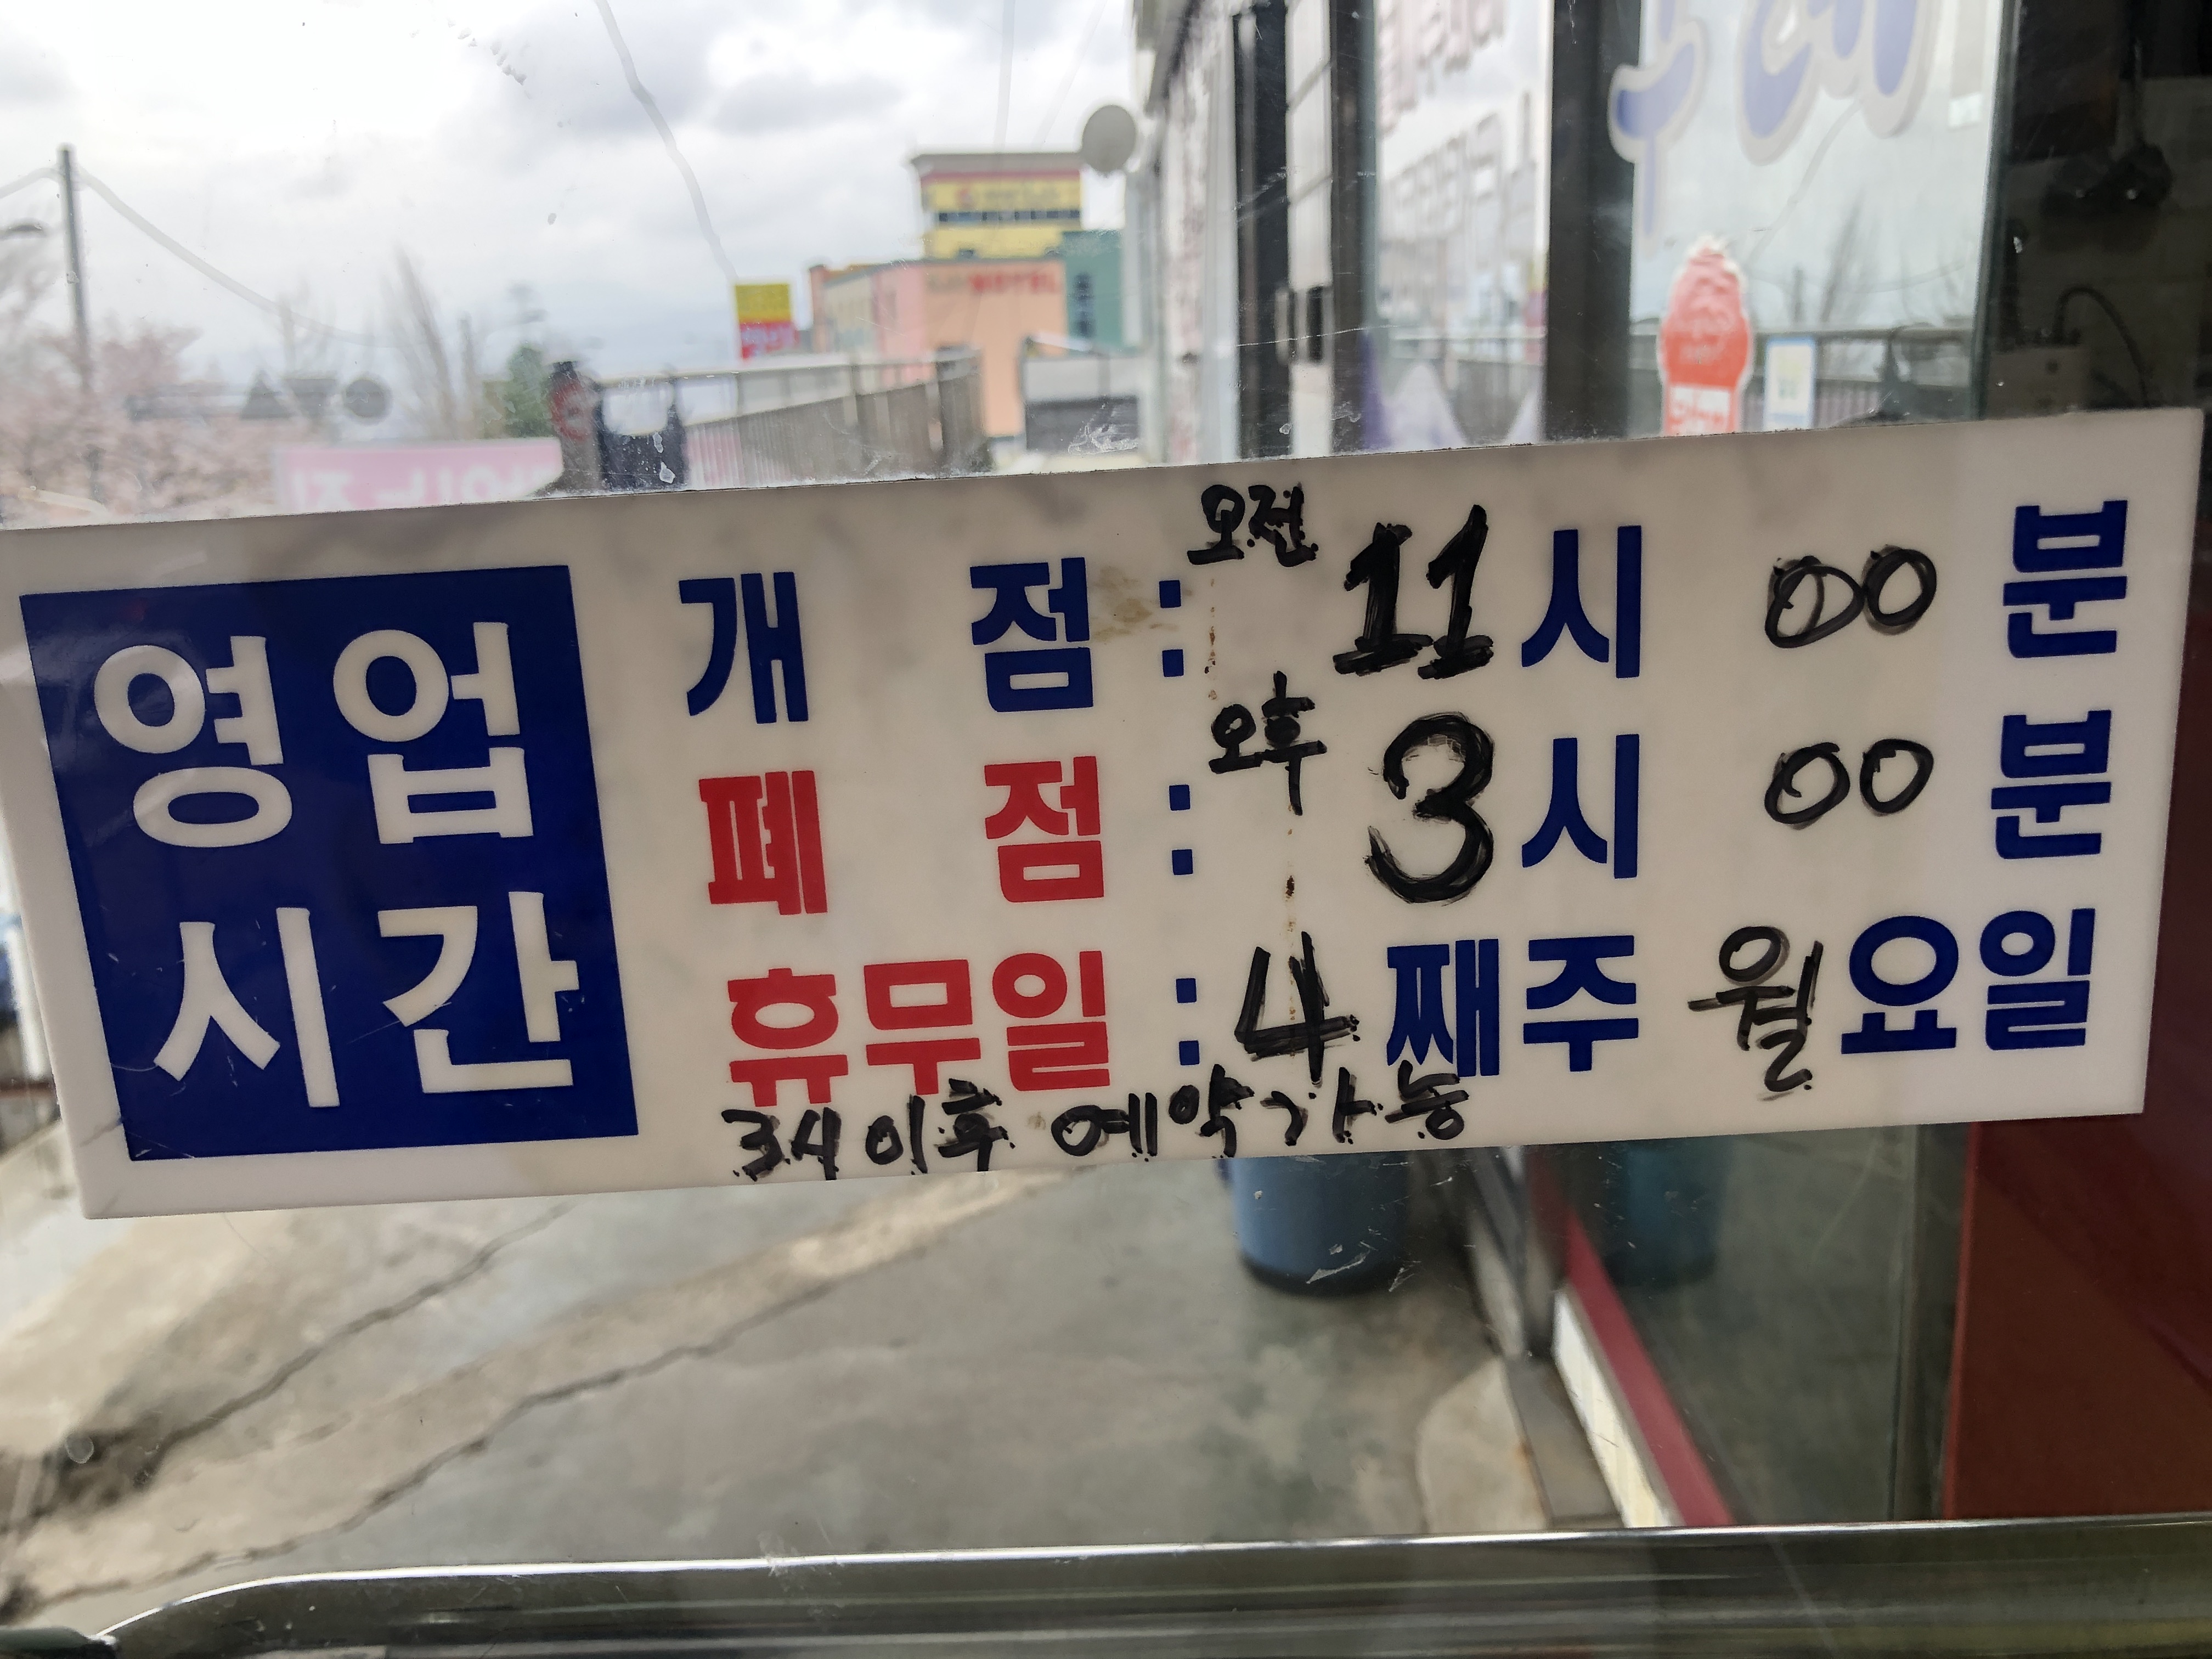 HOTEL
영업
시간
개 점 : 오전 11시 00분
폐 점 : 오후 3시 00분
휴무일 : 4째주 월요일
3시 이후 예약가능